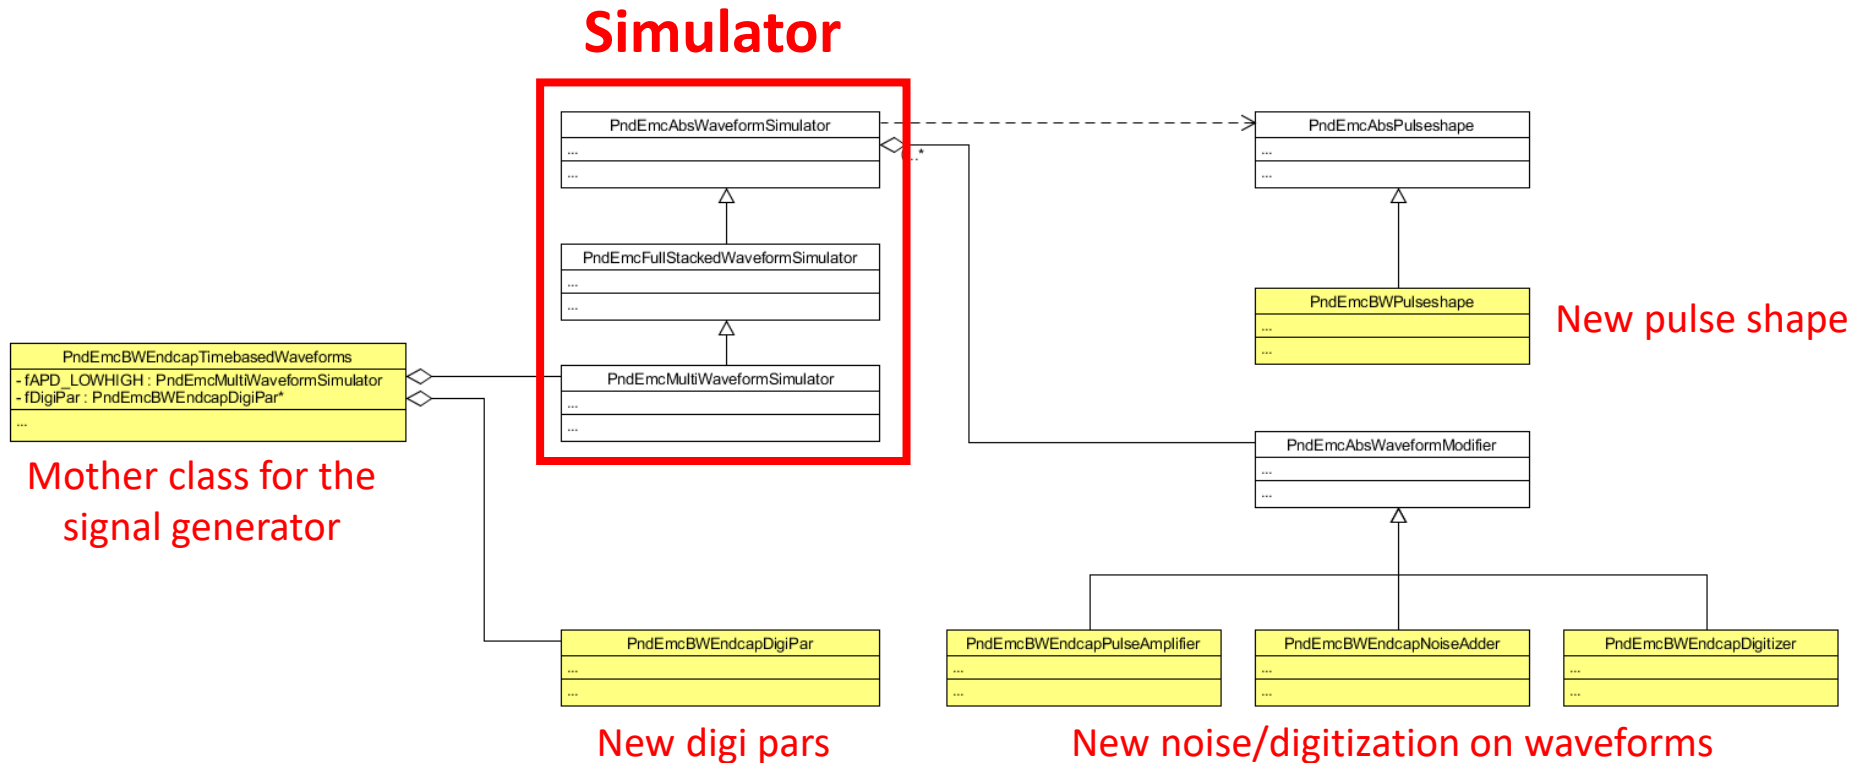 Simulator
PndEmcAbsWaveformSimulator
...
...
PndEmcAbsPulseshape
...
...
PndEmcFullStackedWaveformSimulator
...
...
PndEmcBWPulseshape
...
...
New pulse shape
PndEmcBWEndcapTimebasedWaveforms
- fAPD_LOWHIGH : PndEmcMultiWaveformSimulator
- fDigiPar : PndEmcBWEndcapDigiPar*
...
Mother class for the
signal generator
PndEmcMultiWaveformSimulator
...
...
PndEmcAbsWaveformModifier
...
...
PndEmcBWEndcapDigiPar
...
...
New digi pars
PndEmcBWEndcapPulseAmplifier
...
...
PndEmcBWEndcapNoiseAdder
...
...
PndEmcBWEndcapDigitizer
...
...
New noise/digitization on waveforms